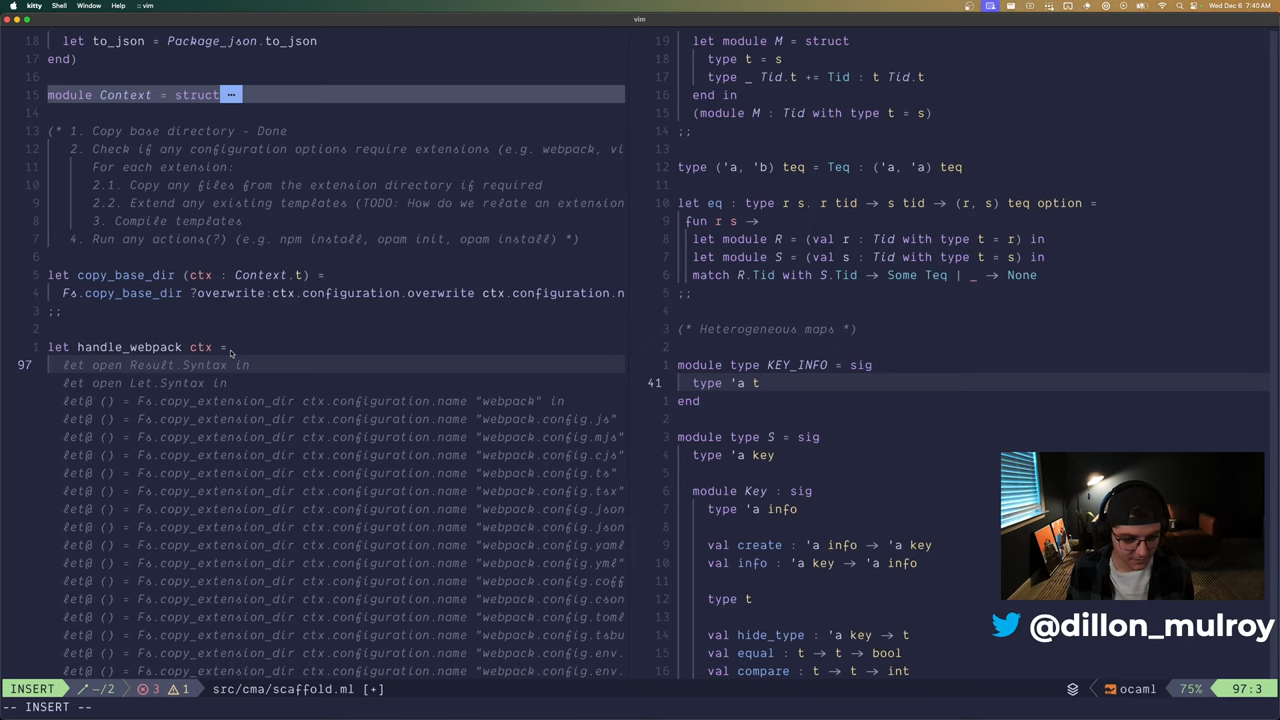 kitty Shell Window Help :: vim
Wed Dec 6 7:40 AM
vim
18 let to_json = Package_json.to_json
17 end)
16
15 module Context = struct ⋯
14
13 (* 1. Copy base directory - Done
12 2. Check if any configuration options require extensions (e.g. webpack, vi
11 For each extension:
10 2.1. Copy any files from the extension directory if required
9 2.2. Extend any existing templates (TODO: How do we relate an extension
8 3. Compile templates
7 4. Run any actions(?) (e.g. npm install, opam init, opam install) *)
6
5 let copy_base_dir (ctx : Context.t) =
4 Fs.copy_base_dir ?overwrite:ctx.configuration.overwrite ctx.configuration.n
3 ;;
2
1 let handle_webpack ctx =
97 let open Result.Syntax in
let open Let.Syntax in
let@ () = Fs.copy_extension_dir ctx.configuration.name "webpack" in
let@ () = Fs.copy_extension_dir ctx.configuration.name "webpack.config.js"
let@ () = Fs.copy_extension_dir ctx.configuration.name "webpack.config.mjs"
let@ () = Fs.copy_extension_dir ctx.configuration.name "webpack.config.cjs"
let@ () = Fs.copy_extension_dir ctx.configuration.name "webpack.config.ts"
let@ () = Fs.copy_extension_dir ctx.configuration.name "webpack.config.tsx"
let@ () = Fs.copy_extension_dir ctx.configuration.name "webpack.config.json
let@ () = Fs.copy_extension_dir ctx.configuration.name "webpack.config.json
let@ () = Fs.copy_extension_dir ctx.configuration.name "webpack.config.yaml
let@ () = Fs.copy_extension_dir ctx.configuration.name "webpack.config.yml"
let@ () = Fs.copy_extension_dir ctx.configuration.name "webpack.config.coff
let@ () = Fs.copy_extension_dir ctx.configuration.name "webpack.config.cson
let@ () = Fs.copy_extension_dir ctx.configuration.name "webpack.config.toml
let@ () = Fs.copy_extension_dir ctx.configuration.name "webpack.config.tsbu
let@ () = Fs.copy_extension_dir ctx.configuration.name "webpack.config.env.
let@ () = Fs.copy_extension_dir ctx.configuration.name "webpack.config.env.
19 let module M = struct
18 type t = s
17 type _ Tid.t += Tid : t Tid.t
16 end in
15 (module M : Tid with type t = s)
14 ;;
13
12 type ('a, 'b) teq = Teq : ('a, 'a) teq
11
10 let eq : type r s. r tid → s tid → (r, s) teq option =
9 fun r s →
8 let module R = (val r : Tid with type t = r) in
7 let module S = (val s : Tid with type t = s) in
6 match R.Tid with S.Tid → Some Teq | _ → None
5 ;;
4
3 (* Heterogeneous maps *)
2
1 module type KEY_INFO = sig
41 type 'a t
1 end
2
3 module type S = sig
4 type 'a key
5
6 module Key : sig
7 type 'a info
8
9 val create : 'a info → 'a key
10 val info : 'a key → 'a info
11
12 type t
13
14 val hide_type : 'a key → t
15 val equal : t → t → bool
16 val compare : t → t → int
@dillon_mulroy
INSERT ~/2 3 1 src/cma/scaffold.ml [+] ocaml 75% 97:3
-- INSERT --